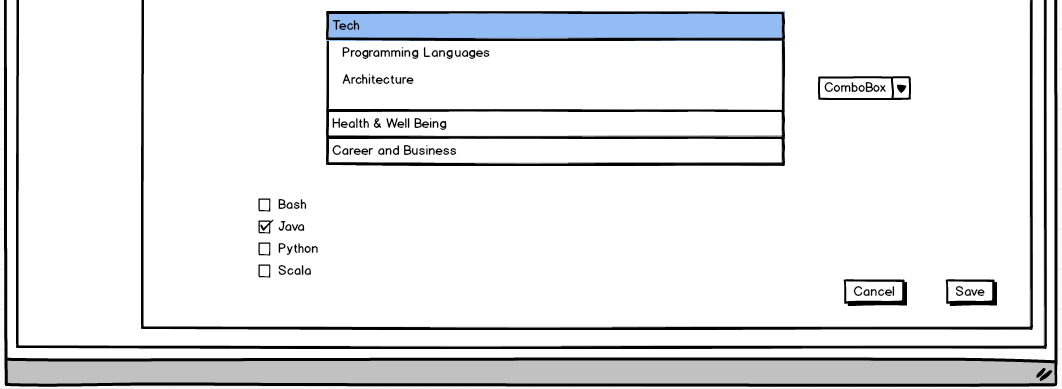 Tech
Programming Languages
Architecture
ComboBox
Health & Well Being
Career and Business
Bash
Java
Python
Scala
Cancel
Save